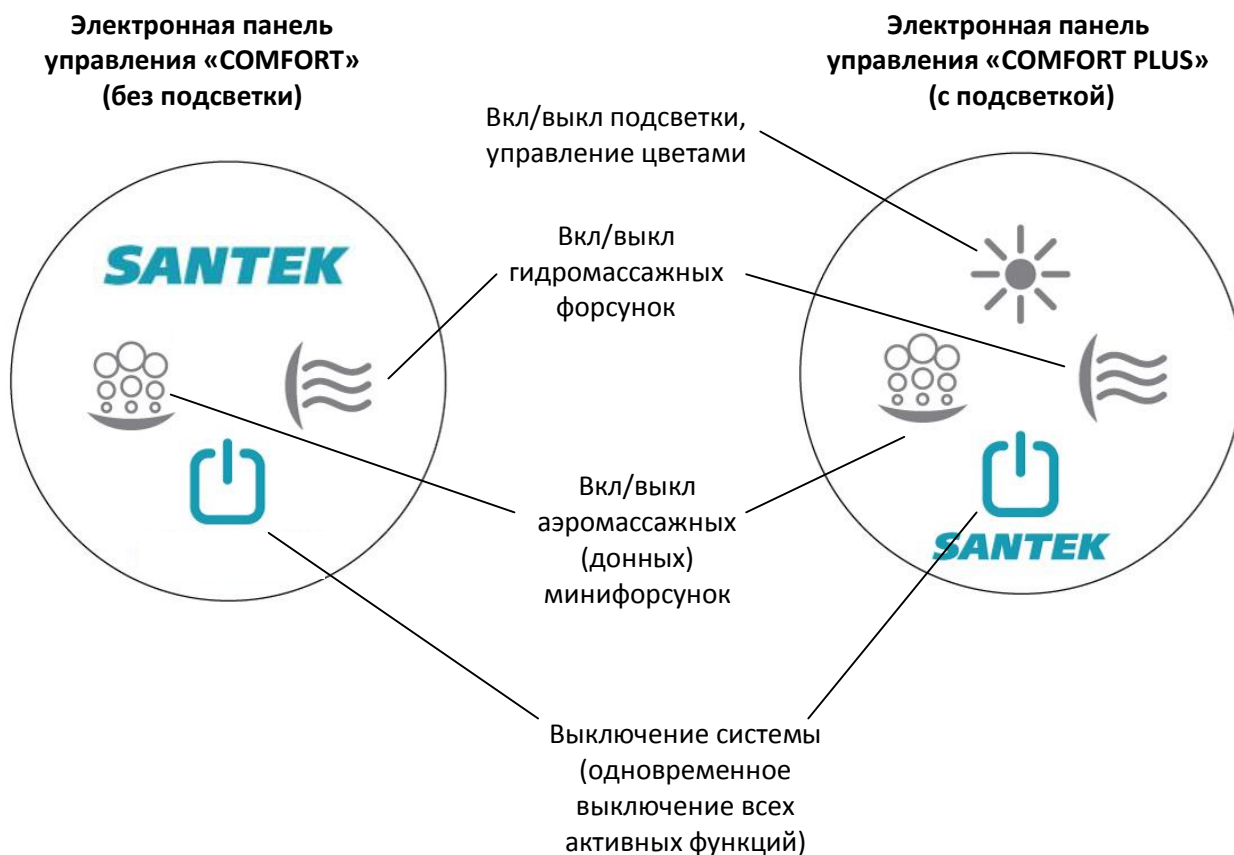 Электронная панель
управления «COMFORT»
(без подсветки)
Электронная панель
управления «COMFORT PLUS»
(с подсветкой)
Вкл/выкл подсветки,
управление цветами
SANTEK
Вкл/выкл
гидромассажных
форсунок
Вкл/выкл
аэромассажных
(донных)
минифорсунок
SANTEK
Выключение системы
(одновременное
выключение всех
активных функций)